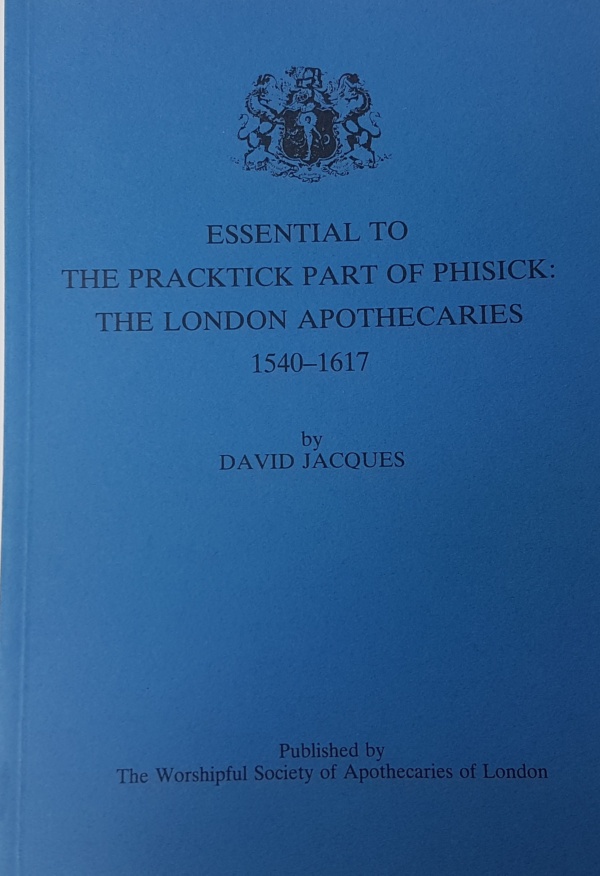 ESSENTIAL TO
THE PRACKTICK PART OF PHISICK:
THE LONDON APOTHECARIES
1540–1617
by
DAVID JACQUES
Published by
The Worshipful Society of Apothecaries of London